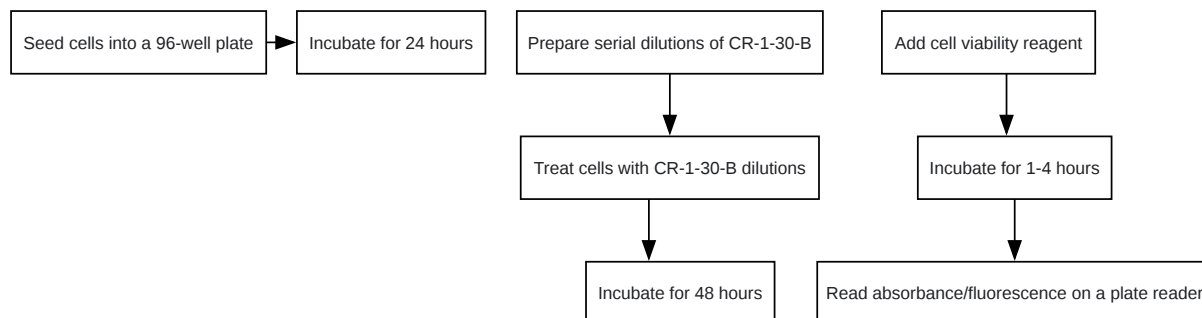 Seed cells into a 96-well plate
Incubate for 24 hours
Prepare serial dilutions of CR-1-30-B
Treat cells with CR-1-30-B dilutions
Incubate for 48 hours
Add cell viability reagent
Incubate for 1-4 hours
Read absorbance/fluorescence on a plate reader